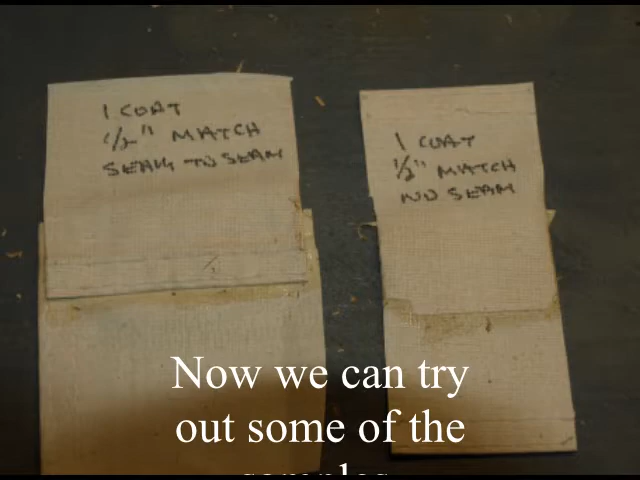 1 COAT
1/2" MATCH
SEAM TO SEAM
1 COAT
1/2" MATCH
NO SEAM
Now we can try
out some of the
samples